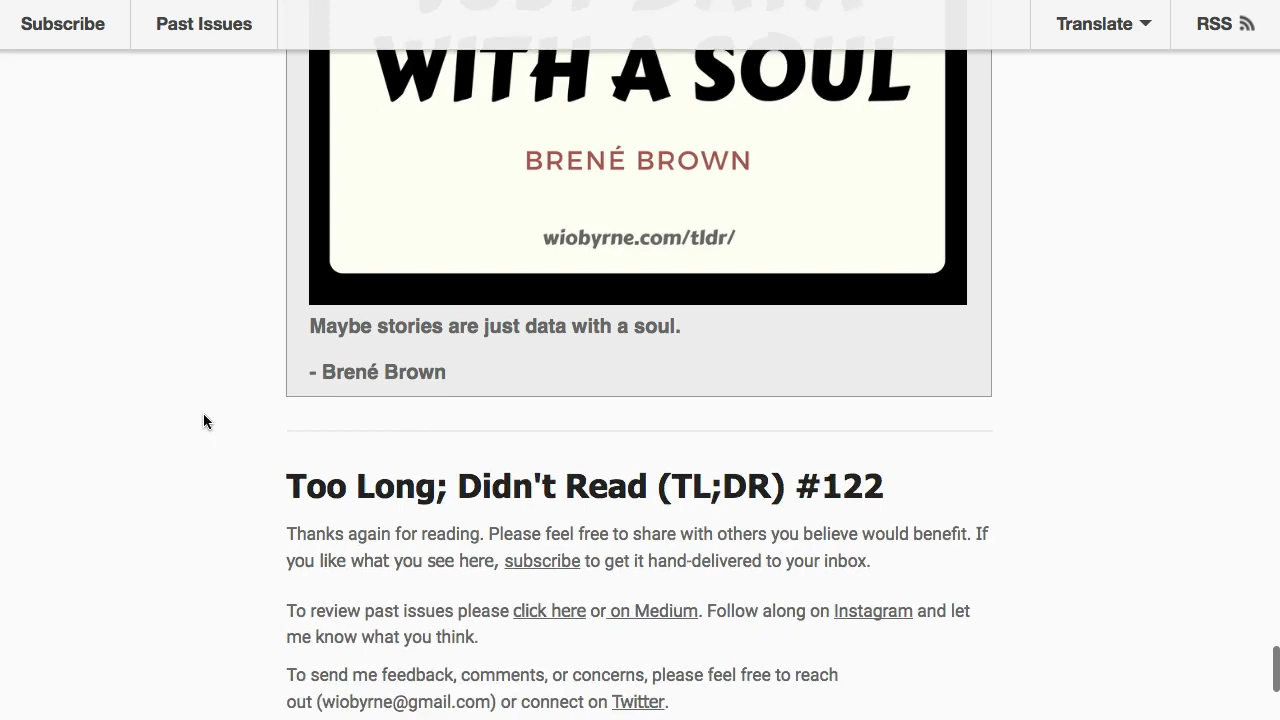 Subscribe
Past Issues
Translate
RSS
WITH A SOUL
BRENÉ BROWN
wiobyrne.com/tldr/
Maybe stories are just data with a soul.
- Brené Brown
Too Long; Didn't Read (TL;DR) #122
Thanks again for reading. Please feel free to share with others you believe would benefit. If
you like what you see here, subscribe to get it hand-delivered to your inbox.
To review past issues please click here or on Medium. Follow along on Instagram and let
me know what you think.
To send me feedback, comments, or concerns, please feel free to reach
out (wiobyrne@gmail.com) or connect on Twitter.